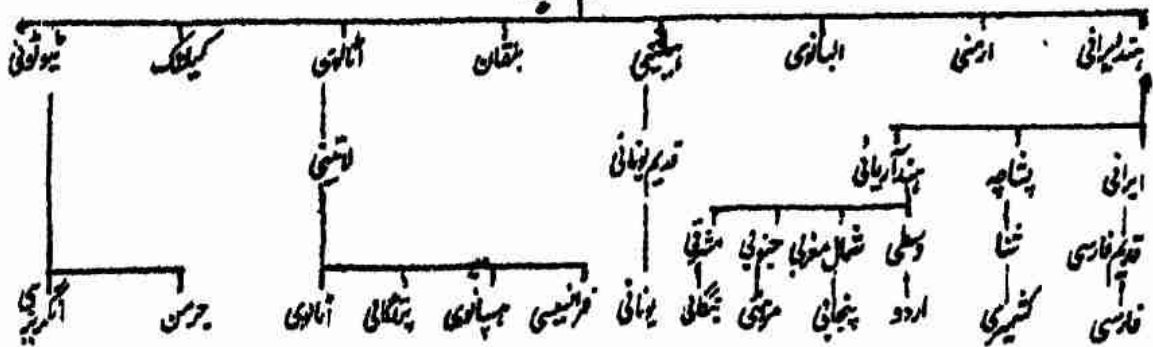 ہندایرانی ارمنی البانوی ہیلینی بلقان اٹالوی کیلٹک ٹیوٹونی
ایرانی پشاچہ ہندآریائی قدیم یونانی لاتینی
قدیم فارسی شنا وسطی شمال مغربی جنوبی مشرقی
فارسی کشمیری اردو پنجابی مرہٹی بنگالی یونانی فرانسیسی ہسپانوی پرتگالی اٹالوی جرمن انگریزی